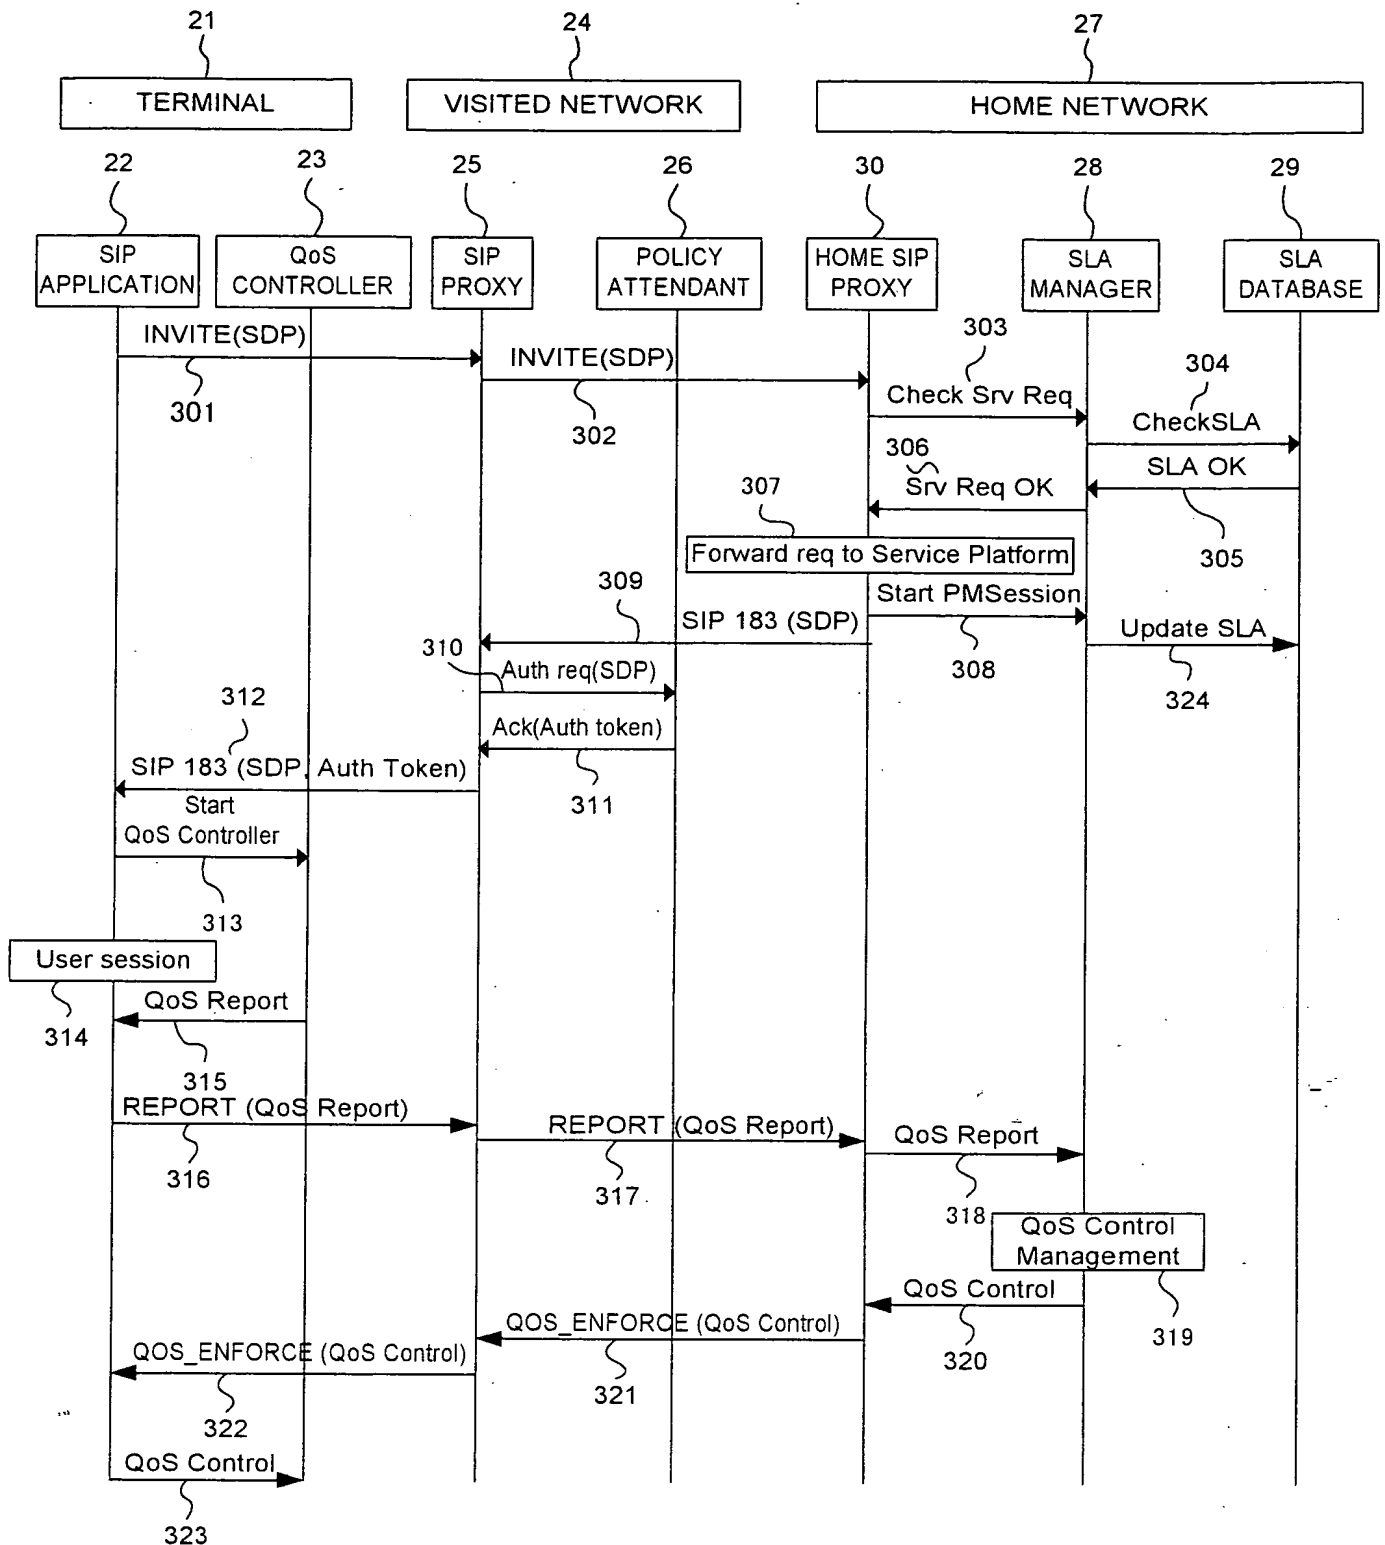 21
24
27
TERMINAL
VISITED NETWORK
HOME NETWORK
22
23
25
26
30
28
29
SIP
APPLICATION
QoS
CONTROLLER
SIP
PROXY
POLICY
ATTENDANT
HOME SIP
PROXY
SLA
MANAGER
SLA
DATABASE
INVITE(SDP)
301
INVITE(SDP)
302
303
Check Srv Req
304
CheckSLA
SLA OK
305
306
Srv Req OK
307
Forward req to Service Platform
Start PMSession
308
309
SIP 183 (SDP)
Update SLA
324
310
Auth req(SDP)
Ack(Auth token)
311
312
SIP 183 (SDP, Auth Token)
Start
QoS Controller
313
User session
314
QoS Report
315
REPORT (QoS Report)
316
REPORT (QoS Report)
317
QoS Report
318
QoS Control
Management
319
QoS Control
320
QOS_ENFORCE (QoS Control)
321
QOS_ENFORCE (QoS Control)
322
QoS Control
323